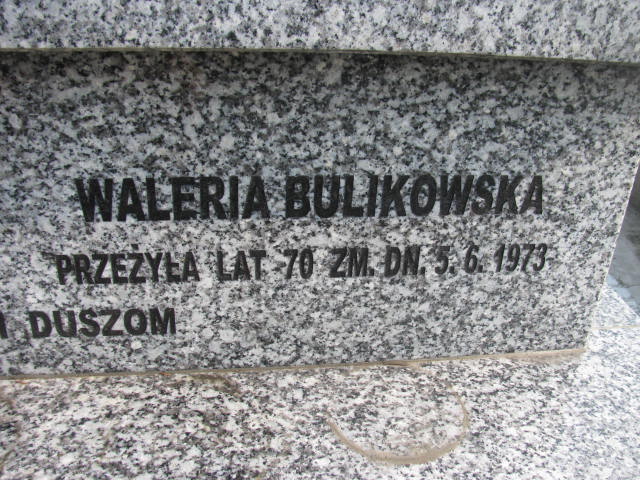 WALERIA BULIKOWSKA
PRZEŻYŁA LAT 70 ZM. DN. 5. 6. 1973
DUSZOM